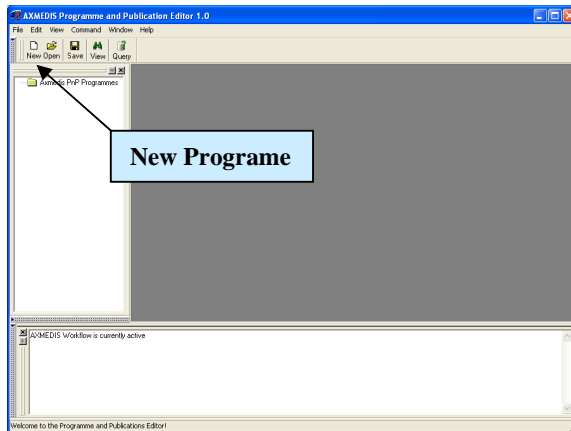 AXMEDIS Programme and Publication Editor 1.0
File Edit View Command Window Help
New Open Save View Query
Axmedis PnP Programmes
New Programe
AXMEDIS Workflow is currently active
Welcome to the Programme and Publications Editor!